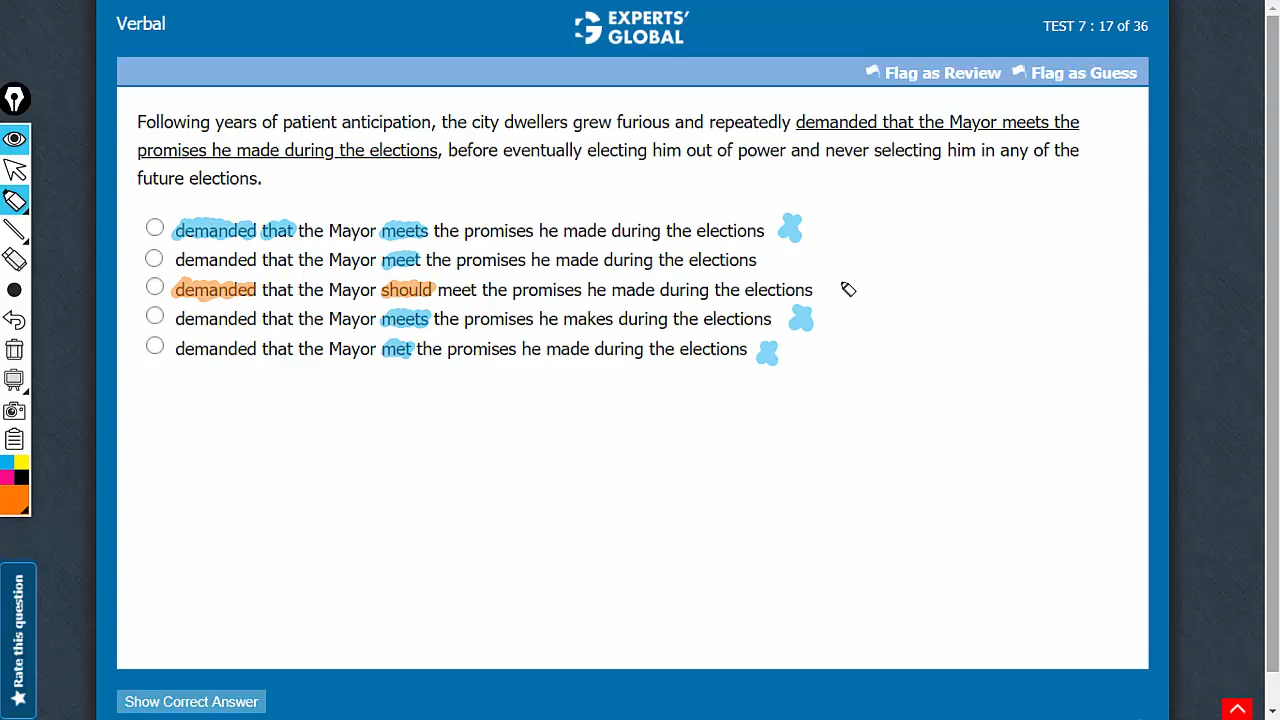 Verbal
EXPERTS'
GLOBAL
TEST 7 : 17 of 36
Flag as Review
Flag as Guess
Following years of patient anticipation, the city dwellers grew furious and repeatedly demanded that the Mayor meets the
promises he made during the elections, before eventually electing him out of power and never selecting him in any of the
future elections.
demanded that the Mayor meets the promises he made during the elections
demanded that the Mayor meet the promises he made during the elections
demanded that the Mayor should meet the promises he made during the elections
demanded that the Mayor meets the promises he makes during the elections
demanded that the Mayor met the promises he made during the elections
Rate this question
Show Correct Answer